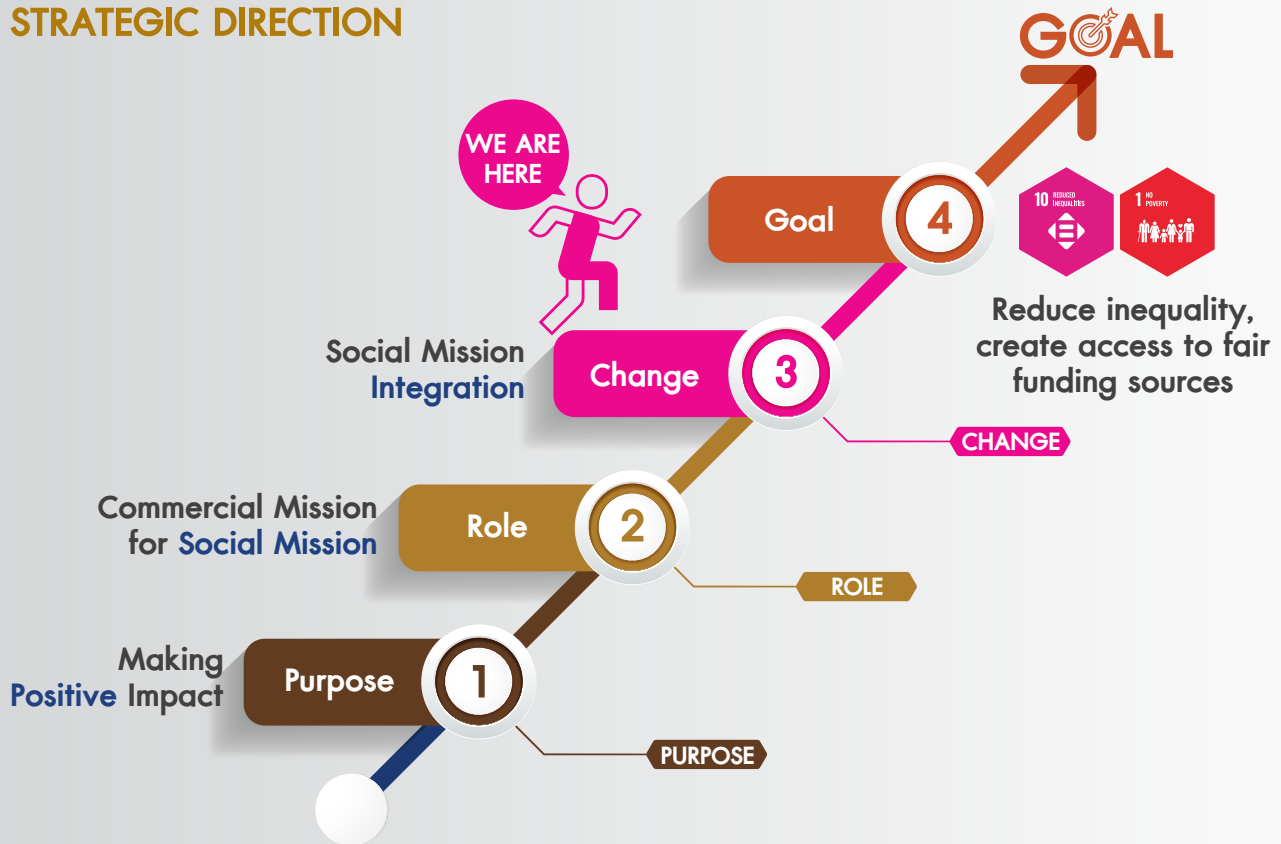 STRATEGIC DIRECTION
GOAL
WE ARE
HERE
Goal
4
10 REDUCED
INEQUALITIES
1 NO
POVERTY
Reduce inequality,
create access to fair
funding sources
Social Mission
Integration
Change
3
CHANGE
Commercial Mission
for Social Mission
Role
2
ROLE
Making
Positive Impact
Purpose
1
PURPOSE